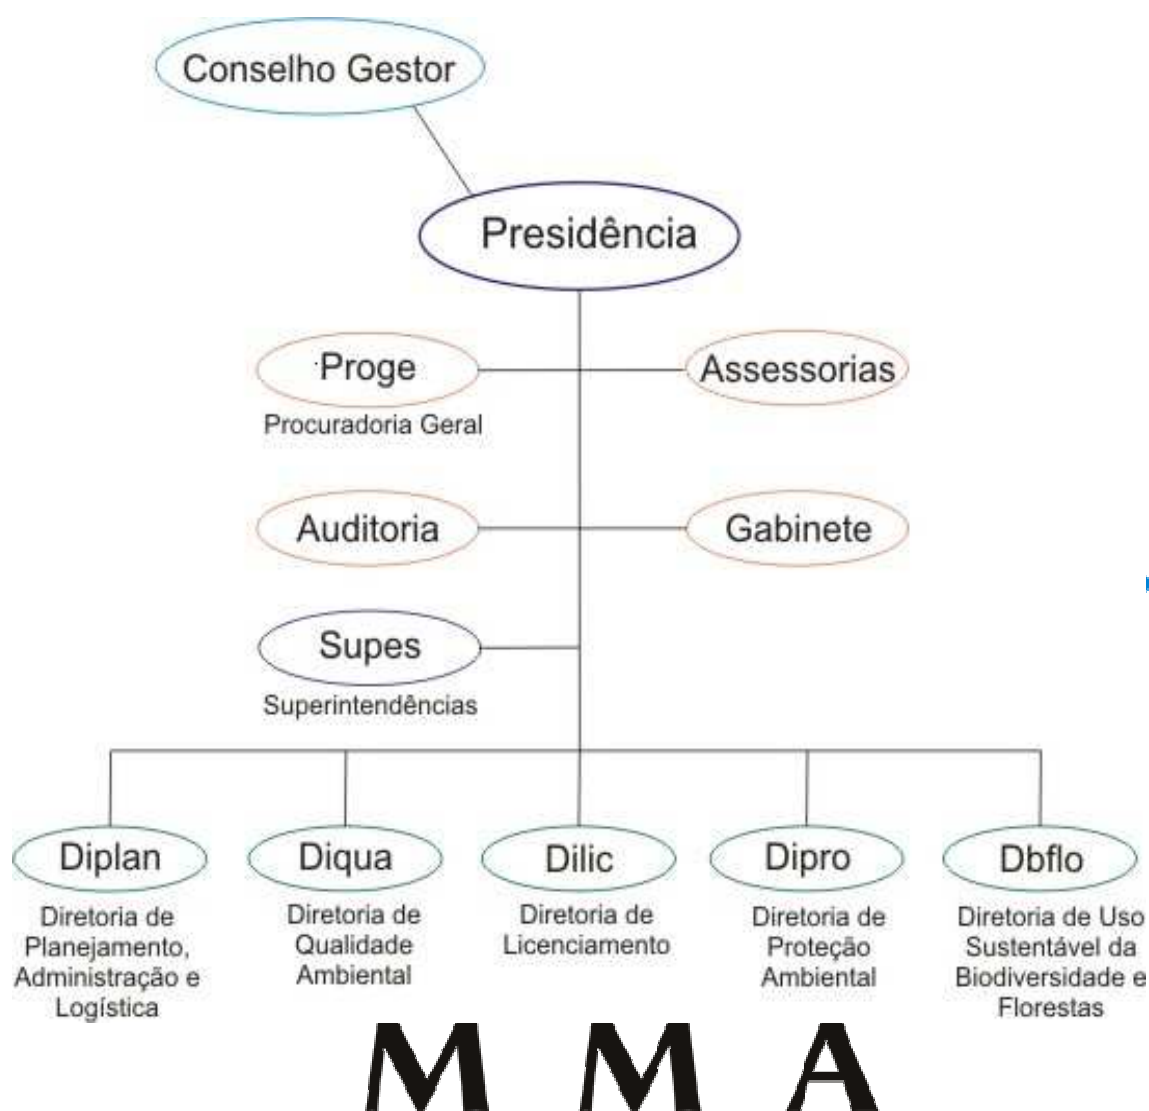 Conselho Gestor
Presidência
Proge
Procuradoria Geral
Assessorias
Auditoria
Gabinete
Supes
Superintendências
Diplan
Diretoria de
Planejamento,
Administração e
Logística
Diqua
Diretoria de
Qualidade
Ambiental
Dilic
Diretoria de
Licenciamento
Dipro
Diretoria de
Proteção
Ambiental
Dbflo
Diretoria de Uso
Sustentável da
Biodiversidade e
Florestas
M M A